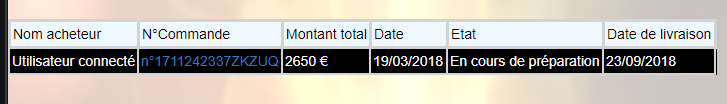 Nom acheteur N°Commande Montant total Date Etat Date de livraison
Utilisateur connecté n°1711242337ZKZUQ 2650 € 19/03/2018 En cours de préparation 23/09/2018